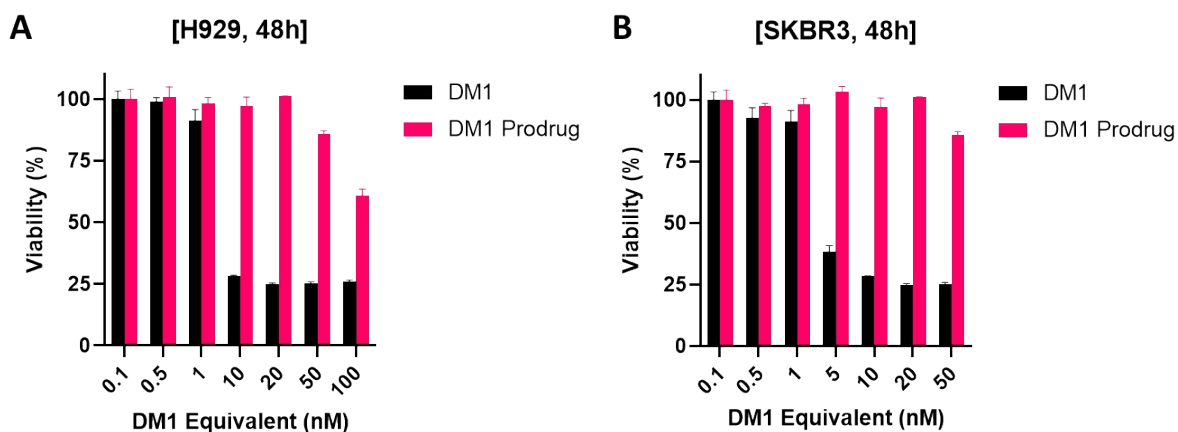 A
[H929, 48h]
DM1
DM1 Prodrug
Viability (%)
100
75
50
25
0
0.1 0.5 1 10 20 50 100
DM1 Equivalent (nM)
B
[SKBR3, 48h]
DM1
DM1 Prodrug
Viability (%)
100
75
50
25
0
0.1 0.5 1 5 10 20 50
DM1 Equivalent (nM)